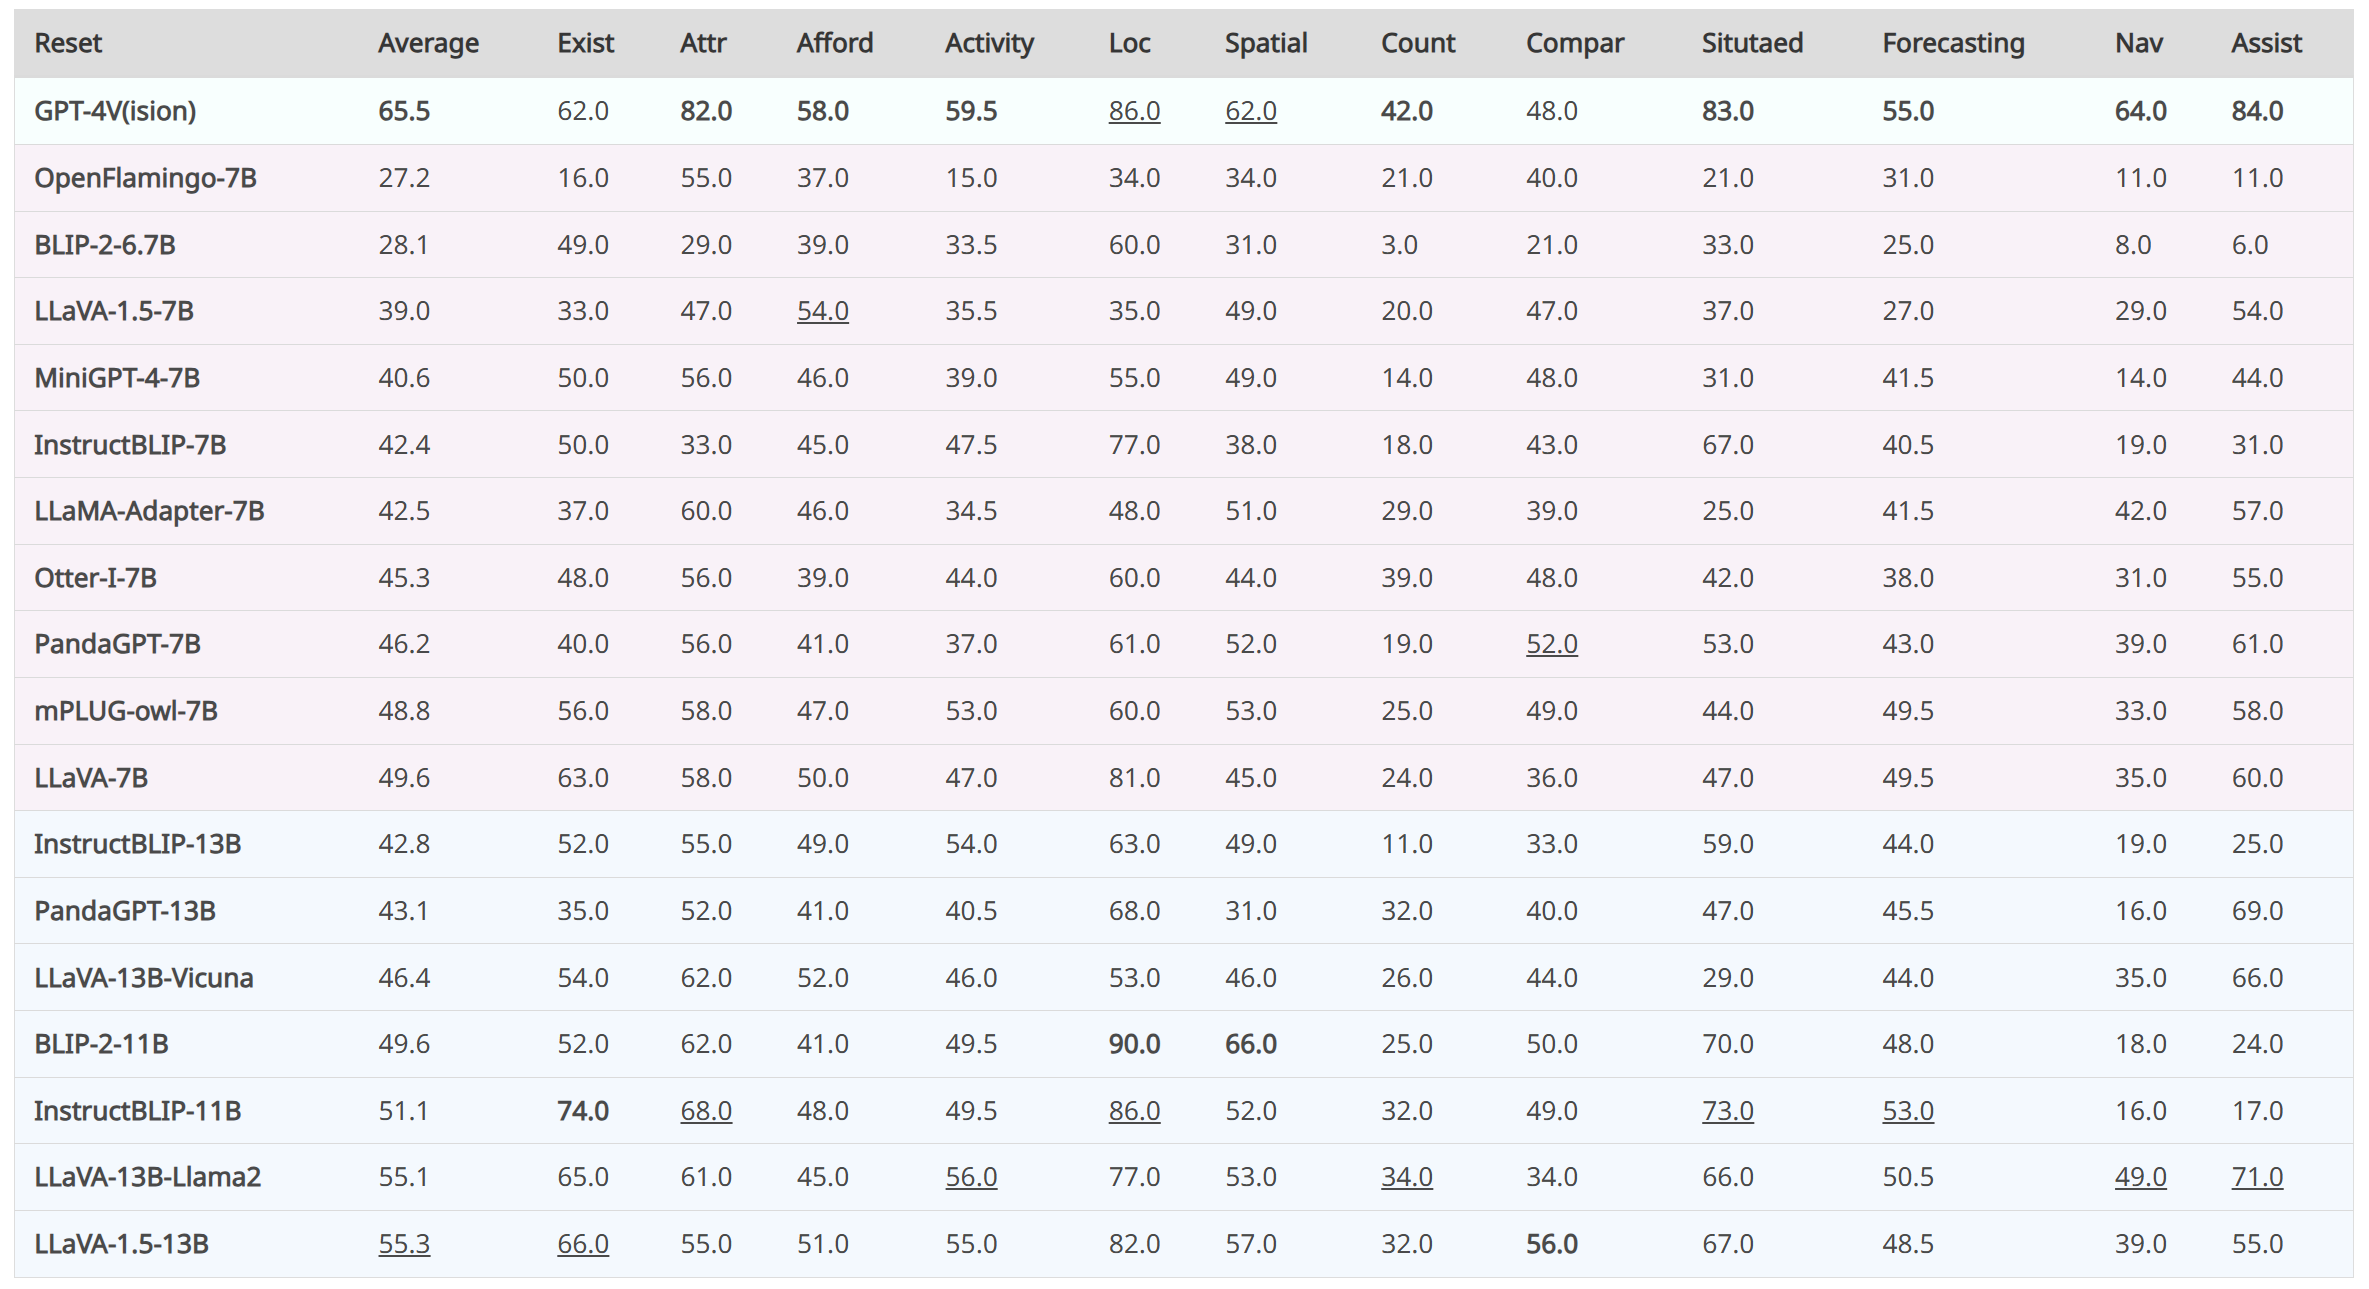 Reset Average Exist Attr Afford Activity Loc Spatial Count Compar Situtaed Forecasting Nav Assist
GPT-4V(ision) 65.5 62.0 82.0 58.0 59.5 86.0 62.0 42.0 48.0 83.0 55.0 64.0 84.0
OpenFlamingo-7B 27.2 16.0 55.0 37.0 15.0 34.0 34.0 21.0 40.0 21.0 31.0 11.0 11.0
BLIP-2-6.7B 28.1 49.0 29.0 39.0 33.5 60.0 31.0 3.0 21.0 33.0 25.0 8.0 6.0
LLaVA-1.5-7B 39.0 33.0 47.0 54.0 35.5 35.0 49.0 20.0 47.0 37.0 27.0 29.0 54.0
MiniGPT-4-7B 40.6 50.0 56.0 46.0 39.0 55.0 49.0 14.0 48.0 31.0 41.5 14.0 44.0
InstructBLIP-7B 42.4 50.0 33.0 45.0 47.5 77.0 38.0 18.0 43.0 67.0 40.5 19.0 31.0
LLaMA-Adapter-7B 42.5 37.0 60.0 46.0 34.5 48.0 51.0 29.0 39.0 25.0 41.5 42.0 57.0
Otter-I-7B 45.3 48.0 56.0 39.0 44.0 60.0 44.0 39.0 48.0 42.0 38.0 31.0 55.0
PandaGPT-7B 46.2 40.0 56.0 41.0 37.0 61.0 52.0 19.0 52.0 53.0 43.0 39.0 61.0
mPLUG-owl-7B 48.8 56.0 58.0 47.0 53.0 60.0 53.0 25.0 49.0 44.0 49.5 33.0 58.0
LLaVA-7B 49.6 63.0 58.0 50.0 47.0 81.0 45.0 24.0 36.0 47.0 49.5 35.0 60.0
InstructBLIP-13B 42.8 52.0 55.0 49.0 54.0 63.0 49.0 11.0 33.0 59.0 44.0 19.0 25.0
PandaGPT-13B 43.1 35.0 52.0 41.0 40.5 68.0 31.0 32.0 40.0 47.0 45.5 16.0 69.0
LLaVA-13B-Vicuna 46.4 54.0 62.0 52.0 46.0 53.0 46.0 26.0 44.0 29.0 44.0 35.0 66.0
BLIP-2-11B 49.6 52.0 62.0 41.0 49.5 90.0 66.0 25.0 50.0 70.0 48.0 18.0 24.0
InstructBLIP-11B 51.1 74.0 68.0 48.0 49.5 86.0 52.0 32.0 49.0 73.0 53.0 16.0 17.0
LLaVA-13B-Llama2 55.1 65.0 61.0 45.0 56.0 77.0 53.0 34.0 34.0 66.0 50.5 49.0 71.0
LLaVA-1.5-13B 55.3 66.0 55.0 51.0 55.0 82.0 57.0 32.0 56.0 67.0 48.5 39.0 55.0